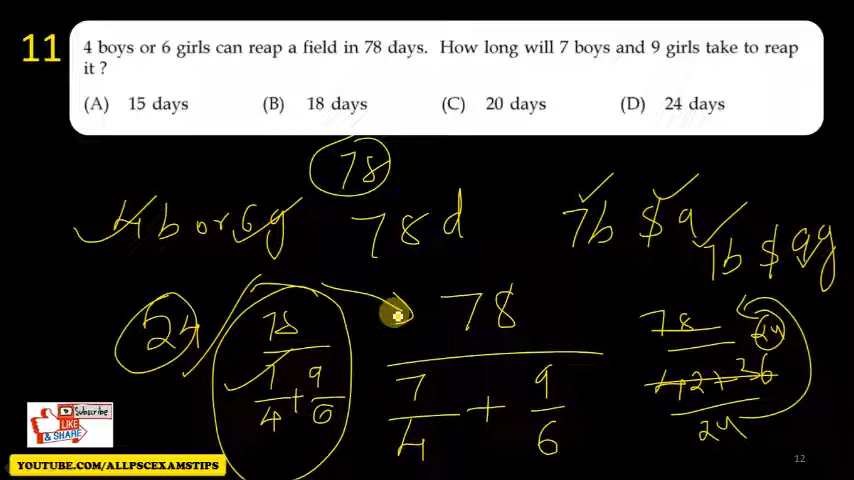 11
4 boys or 6 girls can reap a field in 78 days. How long will 7 boys and 9 girls take to reap
it ?
(A) 15 days (B) 18 days (C) 20 days (D) 24 days
78
4b or 6g 78d 7b $ 9
7b $ 9g
24
78
7/4 + 9/6
78
7/4 + 9/6
78 24
24
Subscribe
LIKE
& SHARE
YOUTUBE.COM/ALLPSCEXAMSTIPS
12